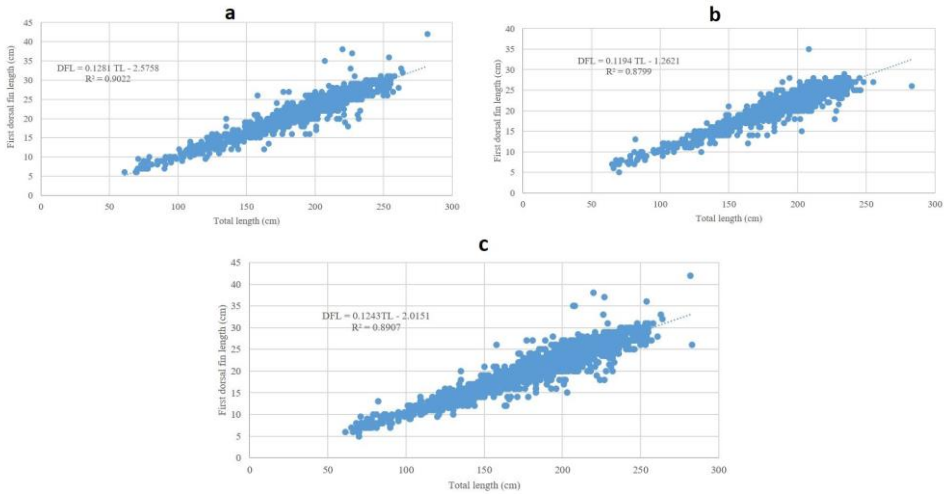 a
45
40
35
30
25
20
15
10
5
0
First dorsal fin length (cm)
DFL = 0.1281 TL - 2.5758
R² = 0.9022
0 50 100 150 200 250 300
Total length (cm)
b
40
35
30
25
20
15
10
5
0
First dorsal fin length (cm)
DFL = 0.1194 TL - 1.2621
R² = 0.8799
0 50 100 150 200 250 300
Total length (cm)
c
45
40
35
30
25
20
15
10
5
0
First dorsal fin length (cm)
DFL = 0.1243TL - 2.0151
R² = 0.8907
0 50 100 150 200 250 300
Total length (cm)